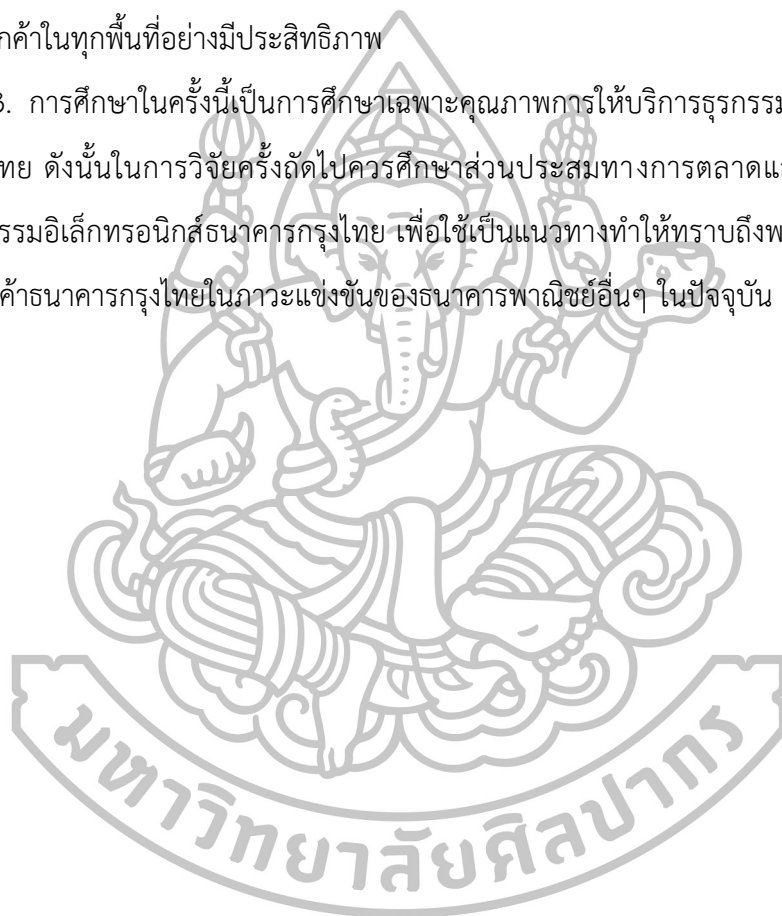 กค้าในทุกพื้นที่อย่างมีประสิทธิภาพ
3. การศึกษาในครั้งนี้เป็นการศึกษาเฉพาะคุณภาพการให้บริการธุรกรรม
ทย ดังนั้นในการวิจัยครั้งถัดไปควรศึกษาส่วนประสมทางการตลาดแล
รรมอิเล็กทรอนิกส์ธนาคารกรุงไทย เพื่อใช้เป็นแนวทางทำให้ทราบถึงพ
ค้าธนาคารกรุงไทยในภาวะแข่งขันของธนาคารพาณิชย์อื่นๆ ในปัจจุบัน
มหาวิทยาลัยศิลปากร